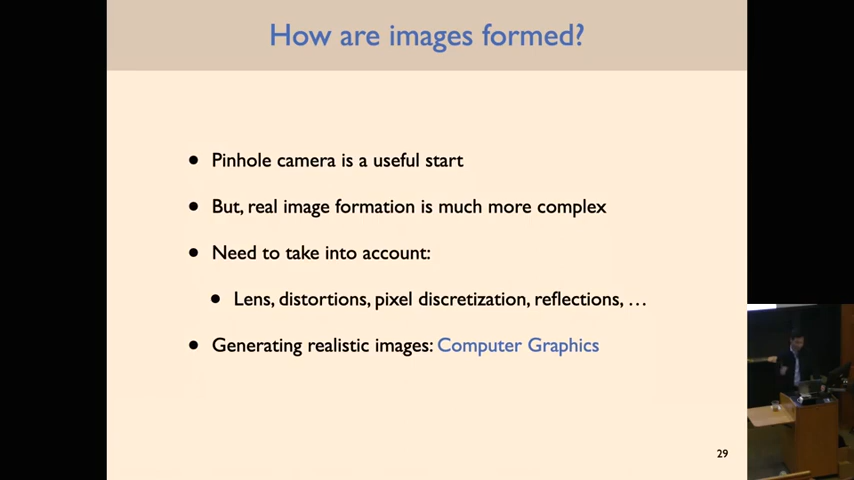 How are images formed?
• Pinhole camera is a useful start
• But, real image formation is much more complex
• Need to take into account:
• Lens, distortions, pixel discretization, reflections, …
• Generating realistic images: Computer Graphics
29